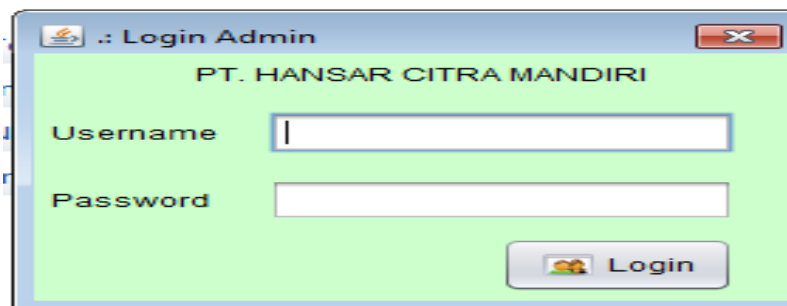 .: Login Admin
PT. HANSAR CITRA MANDIRI
Username
Password
Login